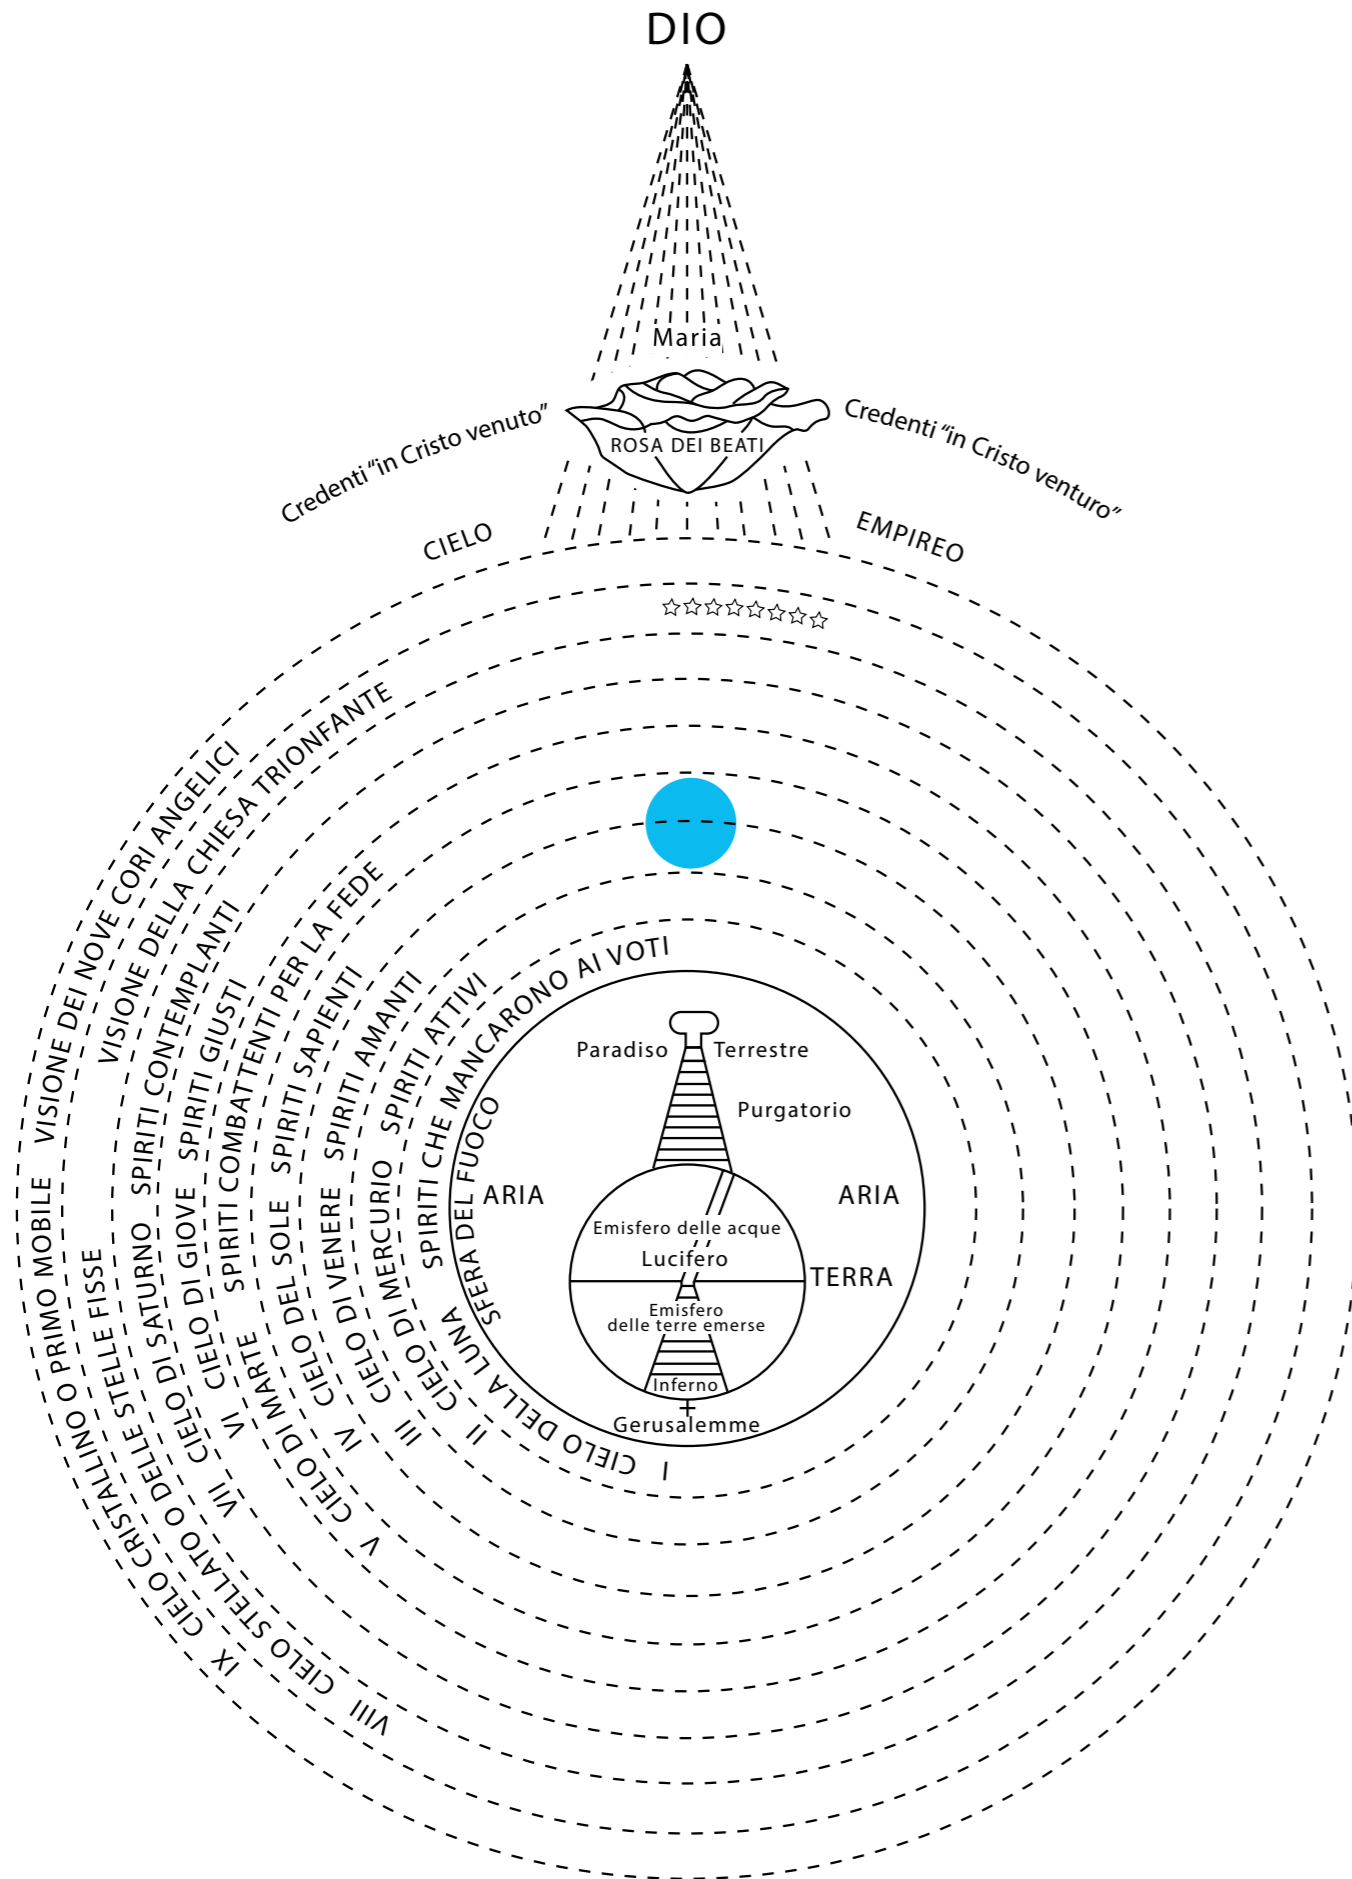 DIO
Maria
ROSA DEI BEATI
Credenti “in Cristo venuto”
Credenti “in Cristo venturo”
CIELO EMPIREO
IX CIELO CRISTALLINO O PRIMO MOBILE VISIONE DEI NOVE CORI ANGELICI
VIII CIELO STELLATO O DELLE STELLE FISSE VISIONE DELLA CHIESA TRIONFANTE
VII CIELO DI SATURNO SPIRITI CONTEMPLANTI
VI CIELO DI GIOVE SPIRITI GIUSTI
V CIELO DI MARTE SPIRITI COMBATTENTI PER LA FEDE
IV CIELO DEL SOLE SPIRITI SAPIENTI
III CIELO DI VENERE SPIRITI AMANTI
II CIELO DI MERCURIO SPIRITI ATTIVI
I CIELO DELLA LUNA SPIRITI CHE MANCARONO AI VOTI
SFERA DEL FUOCO
Paradiso Terrestre
Purgatorio
ARIA
ARIA
Emisfero delle acque
Lucifero
TERRA
Emisfero
delle terre emerse
Inferno
Gerusalemme